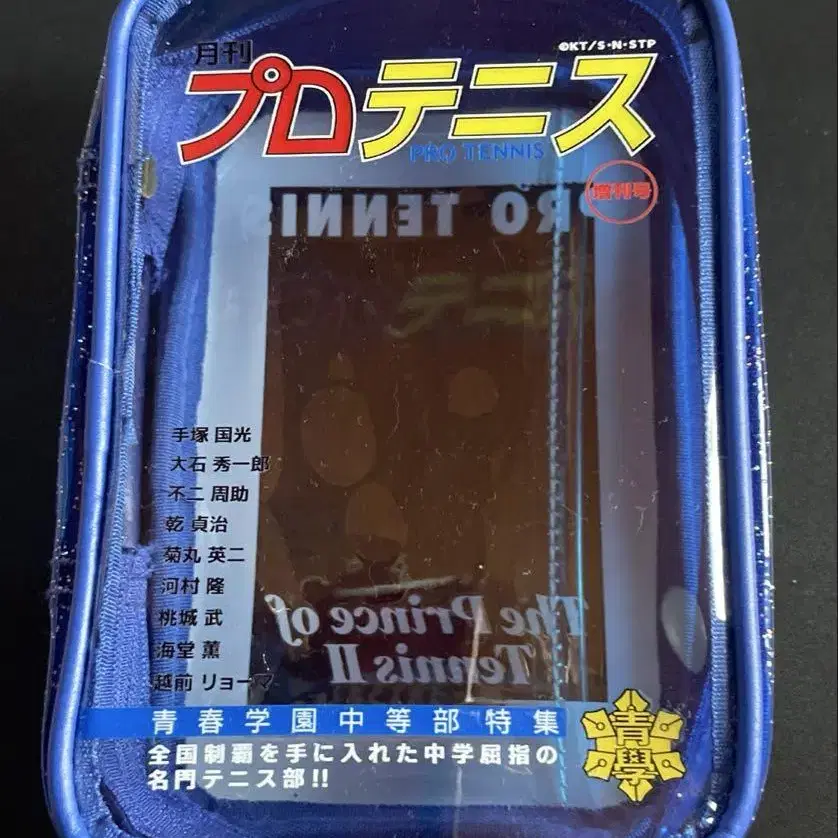 ©KT/S・N・STP
月刊
プロテニス
PRO TENNIS
増刊号
PRO TENNIS
テニス
手塚 国光
大石 秀一郎
不二 周助
乾 貞治
菊丸 英二
河村 隆
桃城 武
海堂 薫
越前 リョーマ
The Prince of
Tennis II
青春学園中等部特集
全国制覇を手に入れた中学屈指の
名門テニス部!!
青學